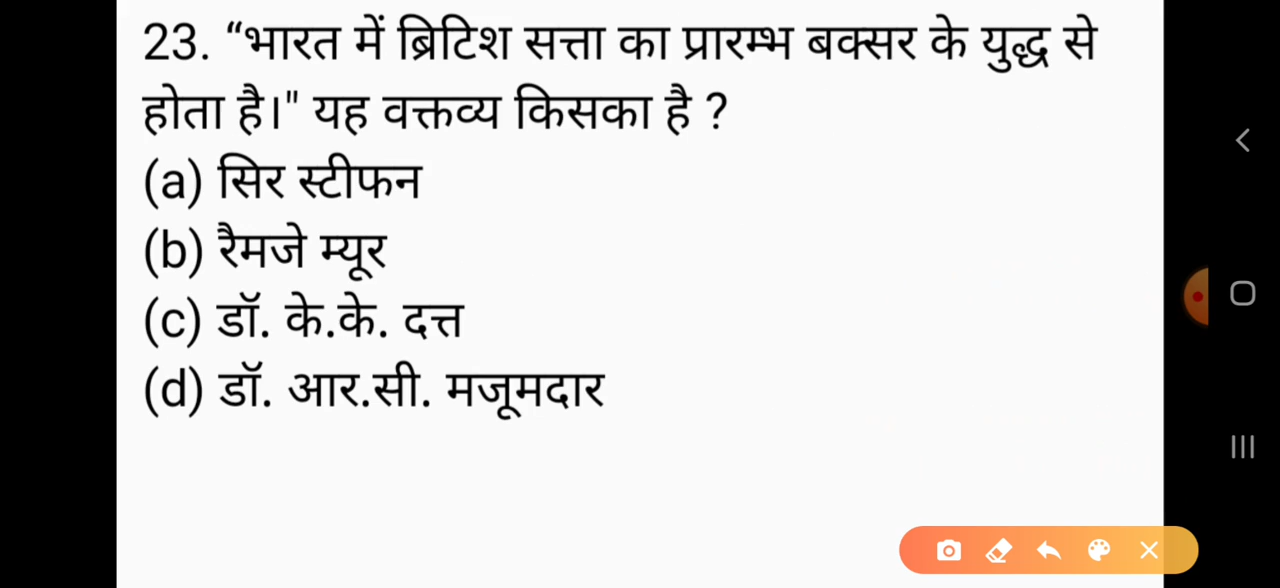 23. “भारत में ब्रिटिश सत्ता का प्रारम्भ बक्सर के युद्ध से
होता है।" यह वक्तव्य किसका है ?
(a) सिर स्टीफन
(b) रैमजे म्यूर
(c) डॉ. के.के. दत्त
(d) डॉ. आर.सी. मजूमदार